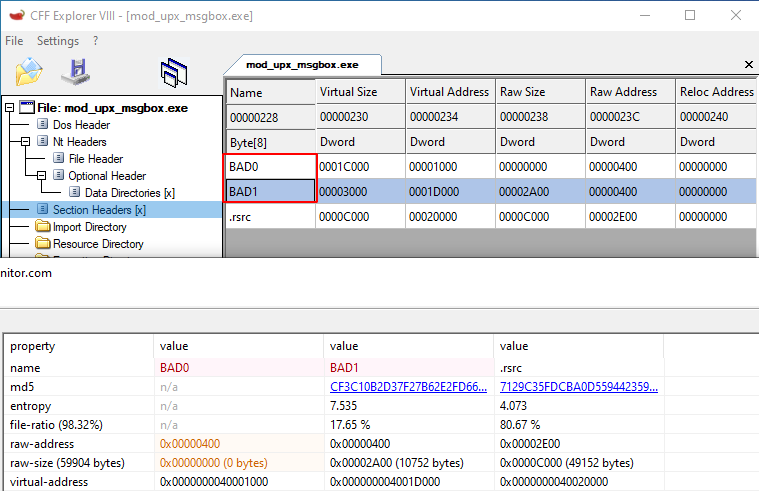 CFF Explorer VIII - [mod_upx_msgbox.exe]
File Settings ?
mod_upx_msgbox.exe
File: mod_upx_msgbox.exe
Dos Header
Nt Headers
File Header
Optional Header
Data Directories [x]
Section Headers [x]
Import Directory
Resource Directory
Name Virtual Size Virtual Address Raw Size Raw Address Reloc Address
00000228 00000230 00000234 00000238 0000023C 00000240
Byte[8] Dword Dword Dword Dword Dword
BAD0 0001C000 00001000 00000000 00000400 00000000
BAD1 00003000 0001D000 00002A00 00000400 00000000
.rsrc 0000C000 00020000 0000C000 00002E00 00000000
nitor.com
property value value value
name BAD0 BAD1 .rsrc
md5 n/a CF3C10B2D37F27B62E2FD66... 7129C35FDCBA0D559442359...
entropy n/a 7.535 4.073
file-ratio (98.32%) n/a 17.65 % 80.67 %
raw-address 0x00000400 0x00000400 0x00002E00
raw-size (59904 bytes) 0x00000000 (0 bytes) 0x00002A00 (10752 bytes) 0x0000C000 (49152 bytes)
virtual-address 0x0000000040001000 0x000000004001D000 0x0000000040020000